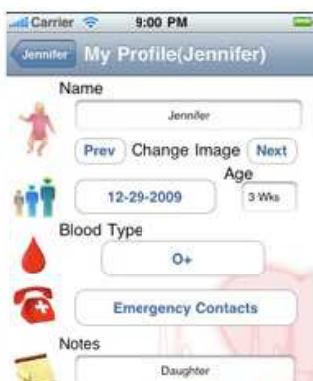 Carrier 9:00 PM
Jennifer My Profile(Jennifer)
Name
Jennifer
Prev Change Image Next
Age
12-29-2009 3 Wks
Blood Type
O+
Emergency Contacts
Notes
Daughter